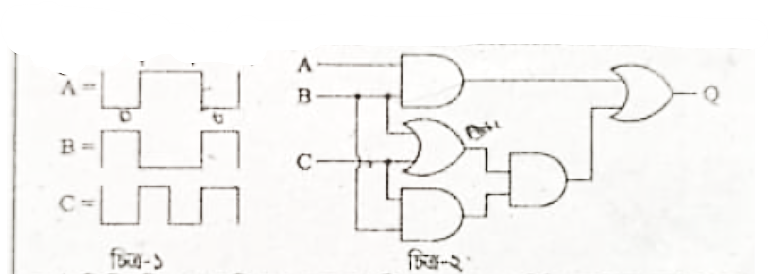 A =
B =
C =
চিত্র-১
A
B
C
Q
চিত্র-২